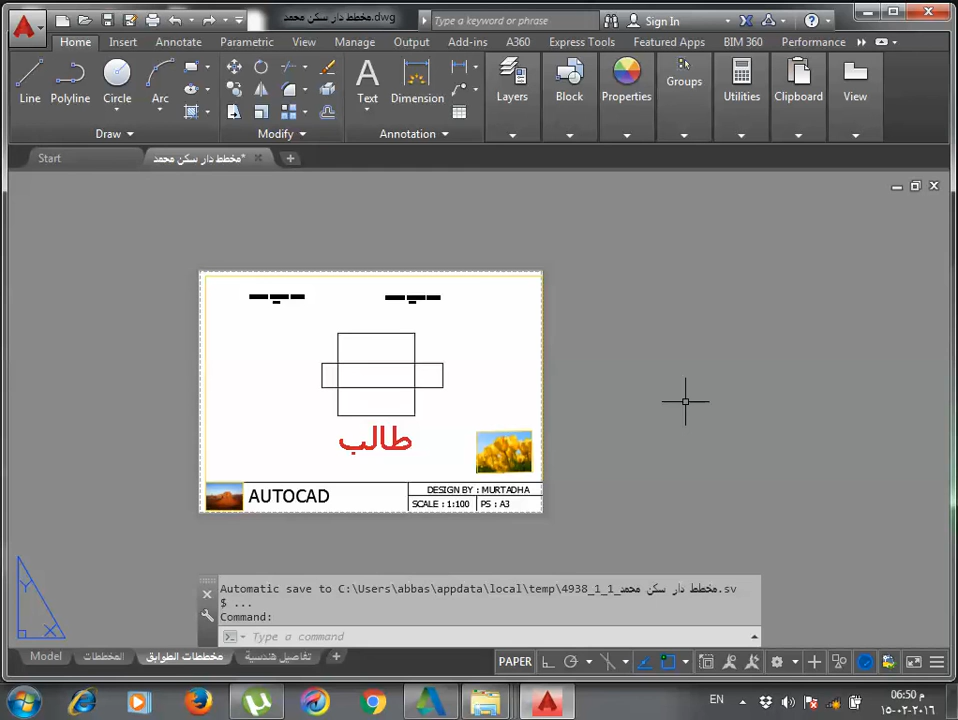 مخطط دار سكن محمد.dwg
Type a keyword or phrase
Sign In
Home Insert Annotate Parametric View Manage Output Add-ins A360 Express Tools Featured Apps BIM 360 Performance
Line Polyline Circle Arc Text Dimension Layers Block Properties Groups Utilities Clipboard View
Draw Modify Annotation
Start مخطط دار سكن محمد*
طالب
AUTOCAD
DESIGN BY : MURTADHA
SCALE : 1:100 PS : A3
Y
X
Automatic save to C:\Users\abbas\appdata\local\temp\4938_1_1_مخطط دار سكن محمد.sv
$ ...
Command:
Type a command
Model المخططات مخططات الطوابق تفاصيل هندسية
PAPER
EN
06:50 م
١٥-٠٢-٢٠١٦